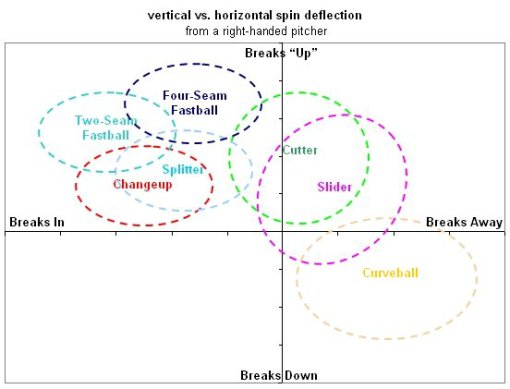 vertical vs. horizontal spin deflection
from a right-handed pitcher
Breaks “Up”
Four-Seam
Fastball
Two-Seam
Fastball
Cutter
Splitter
Changeup
Slider
Breaks In
Breaks Away
Curveball
Breaks Down